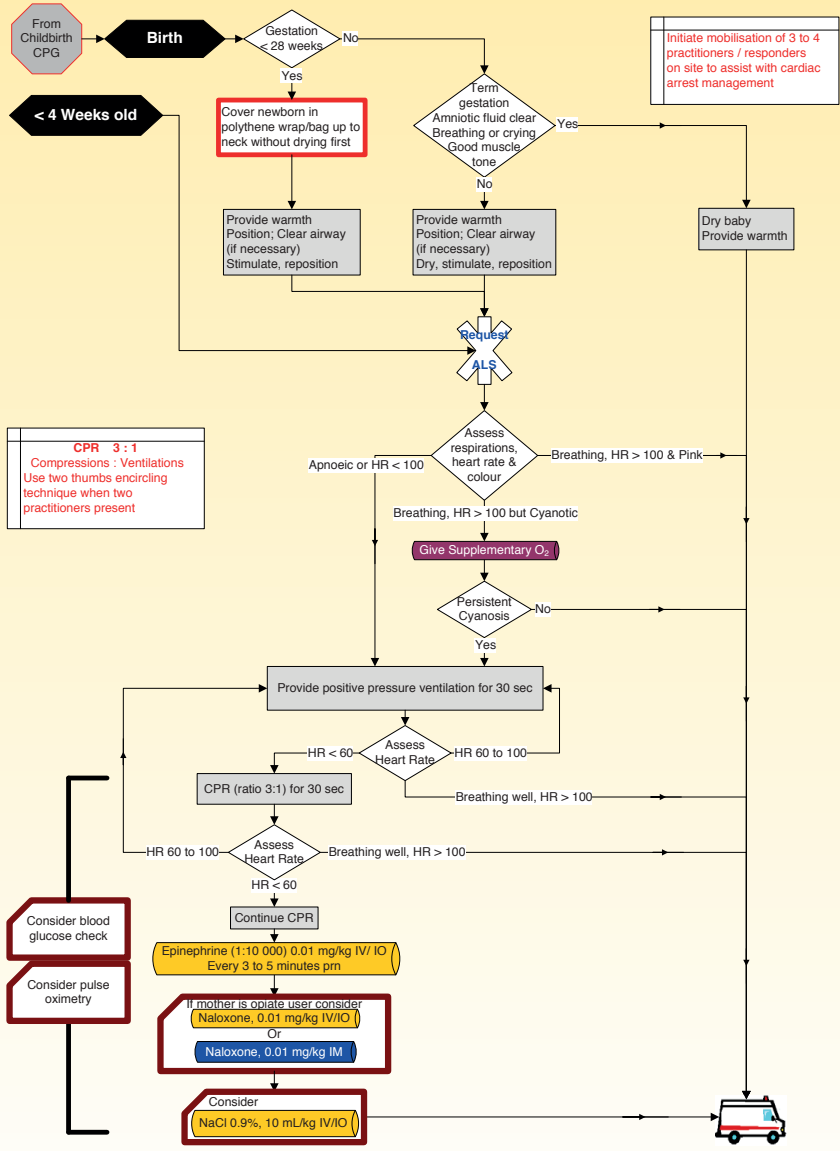 From
Childbirth
CPG
Birth
Gestation
< 28 weeks
No
Yes
Initiate mobilisation of 3 to 4
practitioners / responders
on site to assist with cardiac
arrest management
< 4 Weeks old
Cover newborn in
polythene wrap/bag up to
neck without drying first
Term
gestation
Amniotic fluid clear
Breathing or crying
Good muscle
tone
Yes
No
Provide warmth
Position; Clear airway
(if necessary)
Stimulate, reposition
Provide warmth
Position; Clear airway
(if necessary)
Dry, stimulate, reposition
Dry baby
Provide warmth
Request
ALS
CPR 3 : 1
Compressions : Ventilations
Use two thumbs encircling
technique when two
practitioners present
Assess
respirations,
heart rate &
colour
Apnoeic or HR < 100
Breathing, HR > 100 & Pink
Breathing, HR > 100 but Cyanotic
Give Supplementary O₂
Persistent
Cyanosis
No
Yes
Provide positive pressure ventilation for 30 sec
Assess
Heart Rate
HR < 60
HR 60 to 100
CPR (ratio 3:1) for 30 sec
Breathing well, HR > 100
Assess
Heart Rate
HR 60 to 100
Breathing well, HR > 100
HR < 60
Continue CPR
Consider blood
glucose check
Epinephrine (1:10 000) 0.01 mg/kg IV/ IO
Every 3 to 5 minutes prn
Consider pulse
oximetry
If mother is opiate user consider
Naloxone, 0.01 mg/kg IV/IO
Or
Naloxone, 0.01 mg/kg IM
Consider
NaCl 0.9%, 10 mL/kg IV/IO